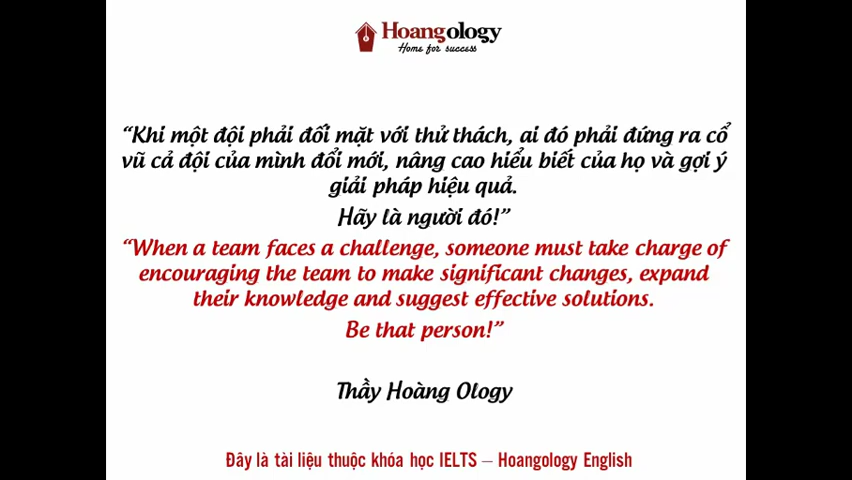 Hoangology
Home for success
“Khi một đội phải đối mặt với thử thách, ai đó phải đứng ra cổ
vũ cả đội của mình đổi mới, nâng cao hiểu biết của họ và gợi ý
giải pháp hiệu quả.
Hãy là người đó!”
“When a team faces a challenge, someone must take charge of
encouraging the team to make significant changes, expand
their knowledge and suggest effective solutions.
Be that person!”
Thầy Hoàng Ology
Đây là tài liệu thuộc khóa học IELTS – Hoangology English